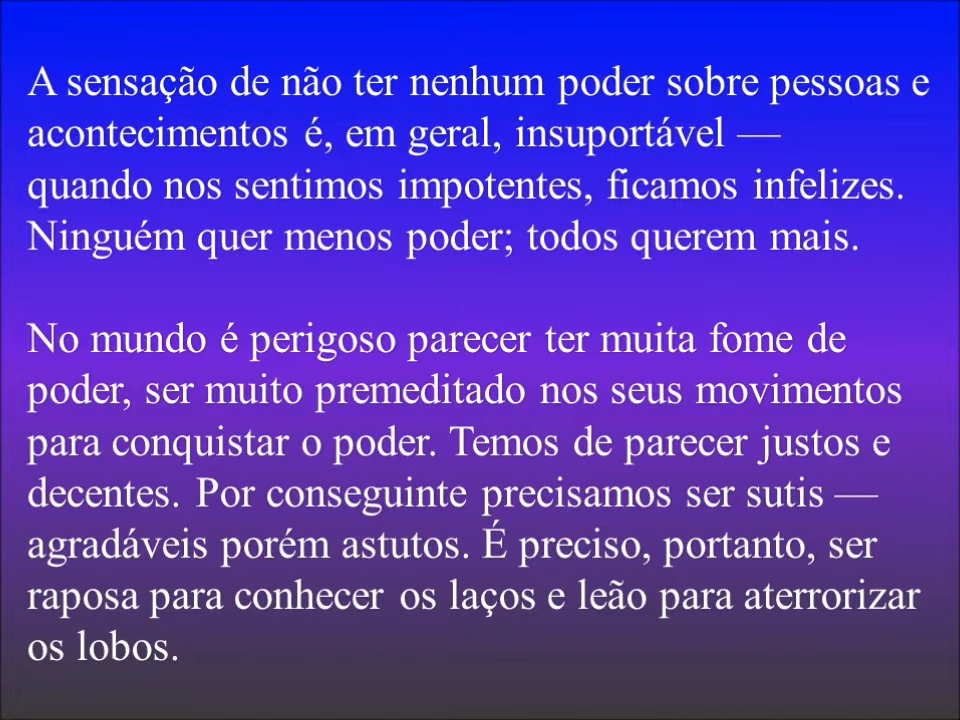 A sensação de não ter nenhum poder sobre pessoas e
acontecimentos é, em geral, insuportável —
quando nos sentimos impotentes, ficamos infelizes.
Ninguém quer menos poder; todos querem mais.
No mundo é perigoso parecer ter muita fome de
poder, ser muito premeditado nos seus movimentos
para conquistar o poder. Temos de parecer justos e
decentes. Por conseguinte precisamos ser sutis —
agradáveis porém astutos. É preciso, portanto, ser
raposa para conhecer os laços e leão para aterrorizar
os lobos.